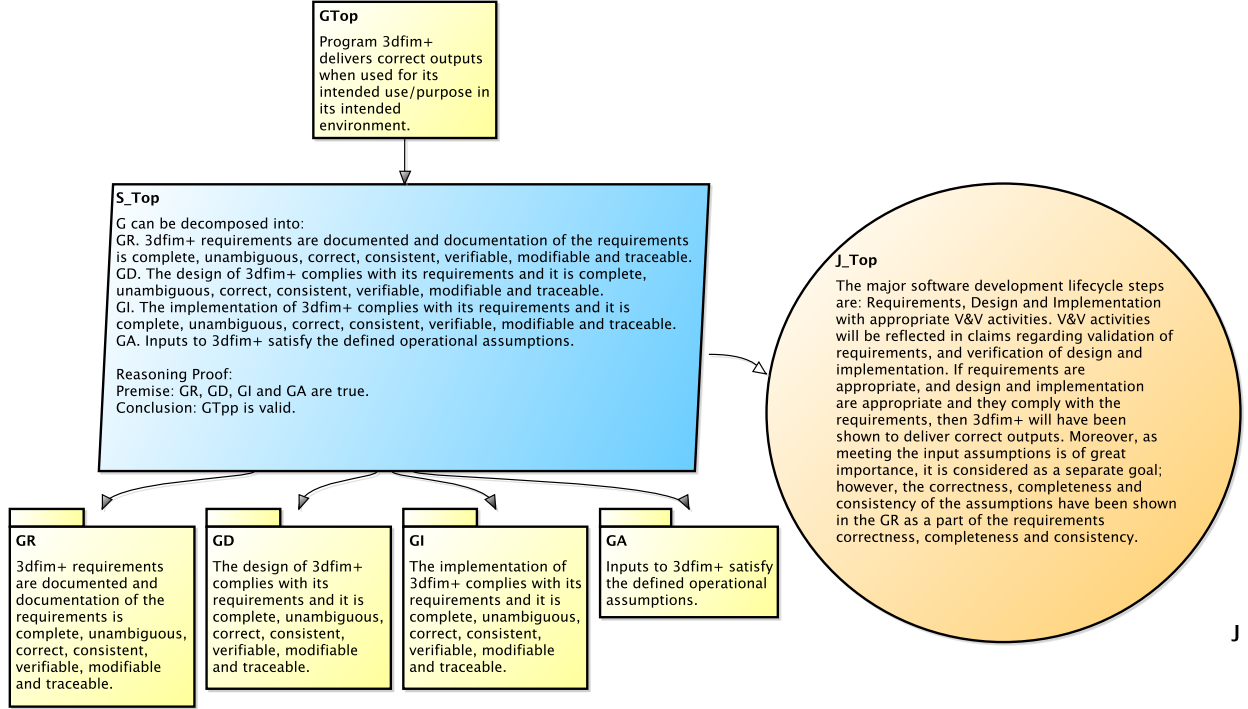 GTop
Program 3dfim+
delivers correct outputs
when used for its
intended use/purpose in
its intended
environment.
S_Top
G can be decomposed into:
GR. 3dfim+ requirements are documented and documentation of the requirements
is complete, unambiguous, correct, consistent, verifiable, modifiable and traceable.
GD. The design of 3dfim+ complies with its requirements and it is complete,
unambiguous, correct, consistent, verifiable, modifiable and traceable.
GI. The implementation of 3dfim+ complies with its requirements and it is
complete, unambiguous, correct, consistent, verifiable, modifiable and traceable.
GA. Inputs to 3dfim+ satisfy the defined operational assumptions.
Reasoning Proof:
Premise: GR, GD, GI and GA are true.
Conclusion: GTpp is valid.
J_Top
The major software development lifecycle steps
are: Requirements, Design and Implementation
with appropriate V&V activities. V&V activities
will be reflected in claims regarding validation of
requirements, and verification of design and
implementation. If requirements are
appropriate, and design and implementation
are appropriate and they comply with the
requirements, then 3dfim+ will have been
shown to deliver correct outputs. Moreover, as
meeting the input assumptions is of great
importance, it is considered as a separate goal;
however, the correctness, completeness and
consistency of the assumptions have been shown
in the GR as a part of the requirements
correctness, completeness and consistency.
J
GR
3dfim+ requirements
are documented and
documentation of the
requirements is
complete, unambiguous,
correct, consistent,
verifiable, modifiable
and traceable.
GD
The design of 3dfim+
complies with its
requirements and it is
complete, unambiguous,
correct, consistent,
verifiable, modifiable
and traceable.
GI
The implementation of
3dfim+ complies with its
requirements and it is
complete, unambiguous,
correct, consistent,
verifiable, modifiable
and traceable.
GA
Inputs to 3dfim+ satisfy
the defined operational
assumptions.